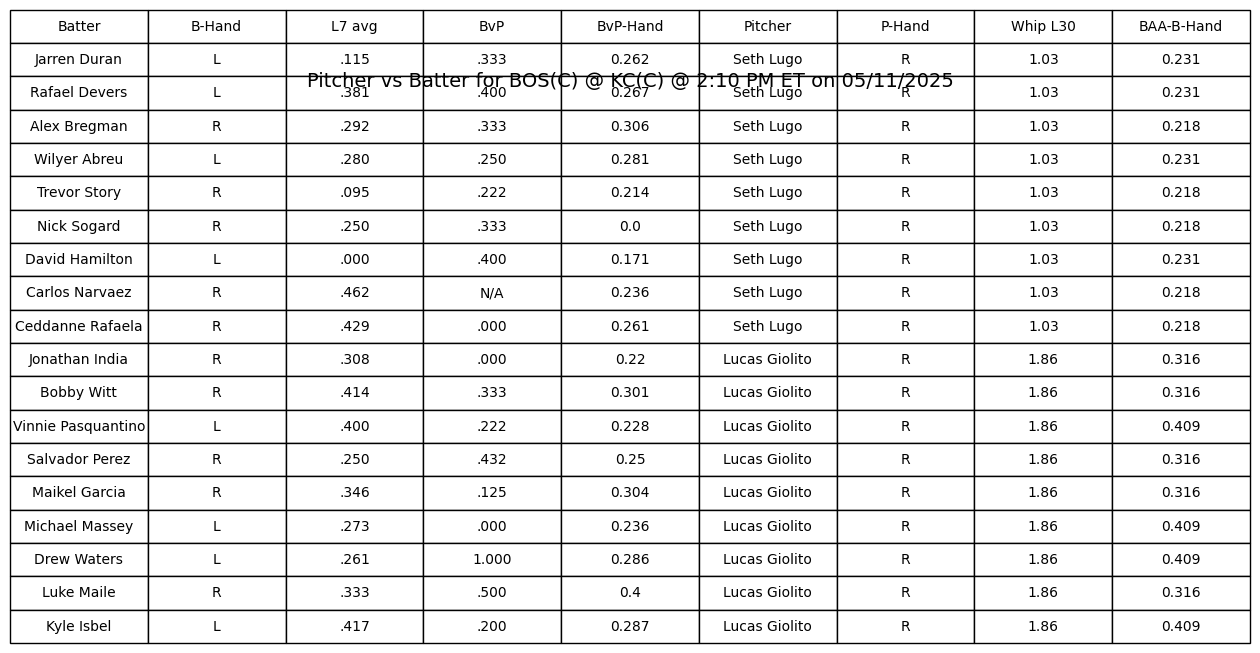 Batter B-Hand L7 avg BvP BvP-Hand Pitcher P-Hand Whip L30 BAA-B-Hand
Jarren Duran L .115 .333 0.262 Seth Lugo R 1.03 0.231
Pitcher vs Batter for BOS(C) @ KC(C) @ 2:10 PM ET on 05/11/2025
Rafael Devers L .381 .400 0.267 Seth Lugo R 1.03 0.231
Alex Bregman R .292 .333 0.306 Seth Lugo R 1.03 0.218
Wilyer Abreu L .280 .250 0.281 Seth Lugo R 1.03 0.231
Trevor Story R .095 .222 0.214 Seth Lugo R 1.03 0.218
Nick Sogard R .250 .333 0.0 Seth Lugo R 1.03 0.218
David Hamilton L .000 .400 0.171 Seth Lugo R 1.03 0.231
Carlos Narvaez R .462 N/A 0.236 Seth Lugo R 1.03 0.218
Ceddanne Rafaela R .429 .000 0.261 Seth Lugo R 1.03 0.218
Jonathan India R .308 .000 0.22 Lucas Giolito R 1.86 0.316
Bobby Witt R .414 .333 0.301 Lucas Giolito R 1.86 0.316
Vinnie Pasquantino L .400 .222 0.228 Lucas Giolito R 1.86 0.409
Salvador Perez R .250 .432 0.25 Lucas Giolito R 1.86 0.316
Maikel Garcia R .346 .125 0.304 Lucas Giolito R 1.86 0.316
Michael Massey L .273 .000 0.236 Lucas Giolito R 1.86 0.409
Drew Waters L .261 1.000 0.286 Lucas Giolito R 1.86 0.409
Luke Maile R .333 .500 0.4 Lucas Giolito R 1.86 0.316
Kyle Isbel L .417 .200 0.287 Lucas Giolito R 1.86 0.409